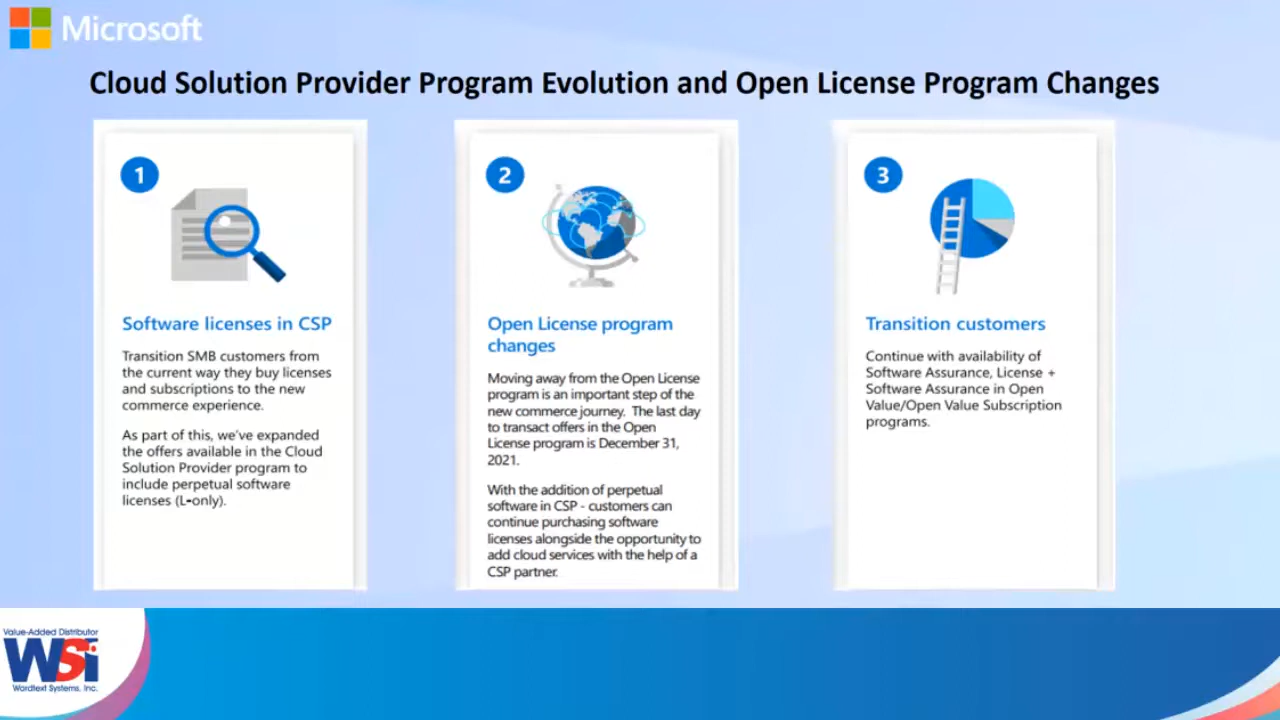 Microsoft
Cloud Solution Provider Program Evolution and Open License Program Changes
1
Software licenses in CSP
Transition SMB customers from
the current way they buy licenses
and subscriptions to the new
commerce experience.
As part of this, we've expanded
the offers available in the Cloud
Solution Provider program to
include perpetual software
licenses (L-only).
2
Open License program
changes
Moving away from the Open License
program is an important step of the
new commerce journey. The last day
to transact offers in the Open
License program is December 31,
2021.
With the addition of perpetual
software in CSP - customers can
continue purchasing software
licenses alongside the opportunity to
add cloud services with the help of a
CSP partner.
3
Transition customers
Continue with availability of
Software Assurance, License +
Software Assurance in Open
Value/Open Value Subscription
programs.
Value-Added Distributor
WSi
Wordtext Systems, Inc.